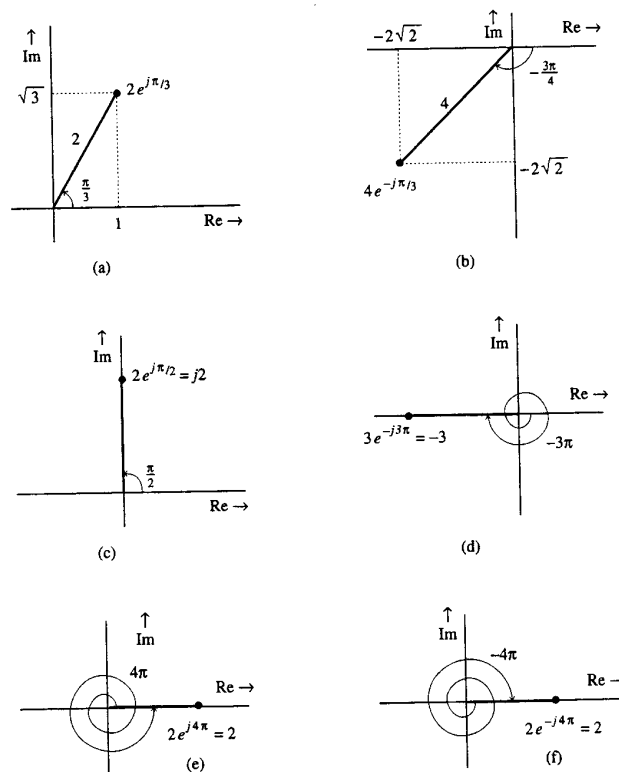 ↑
Im
√3
2e^{jπ/3}
2
π/3
1
Re →
(a)
−2√2
↑
Im
Re →
−3π/4
4
4e^{−jπ/3}
−2√2
(b)
↑
Im
2e^{jπ/2} = j2
π/2
Re →
(c)
↑
Im
3e^{−j3π} = −3
−3π
Re →
(d)
↑
Im
4π
Re →
2e^{j4π} = 2
(e)
↑
Im
−4π
Re
2e^{−j4π} = 2
(f)